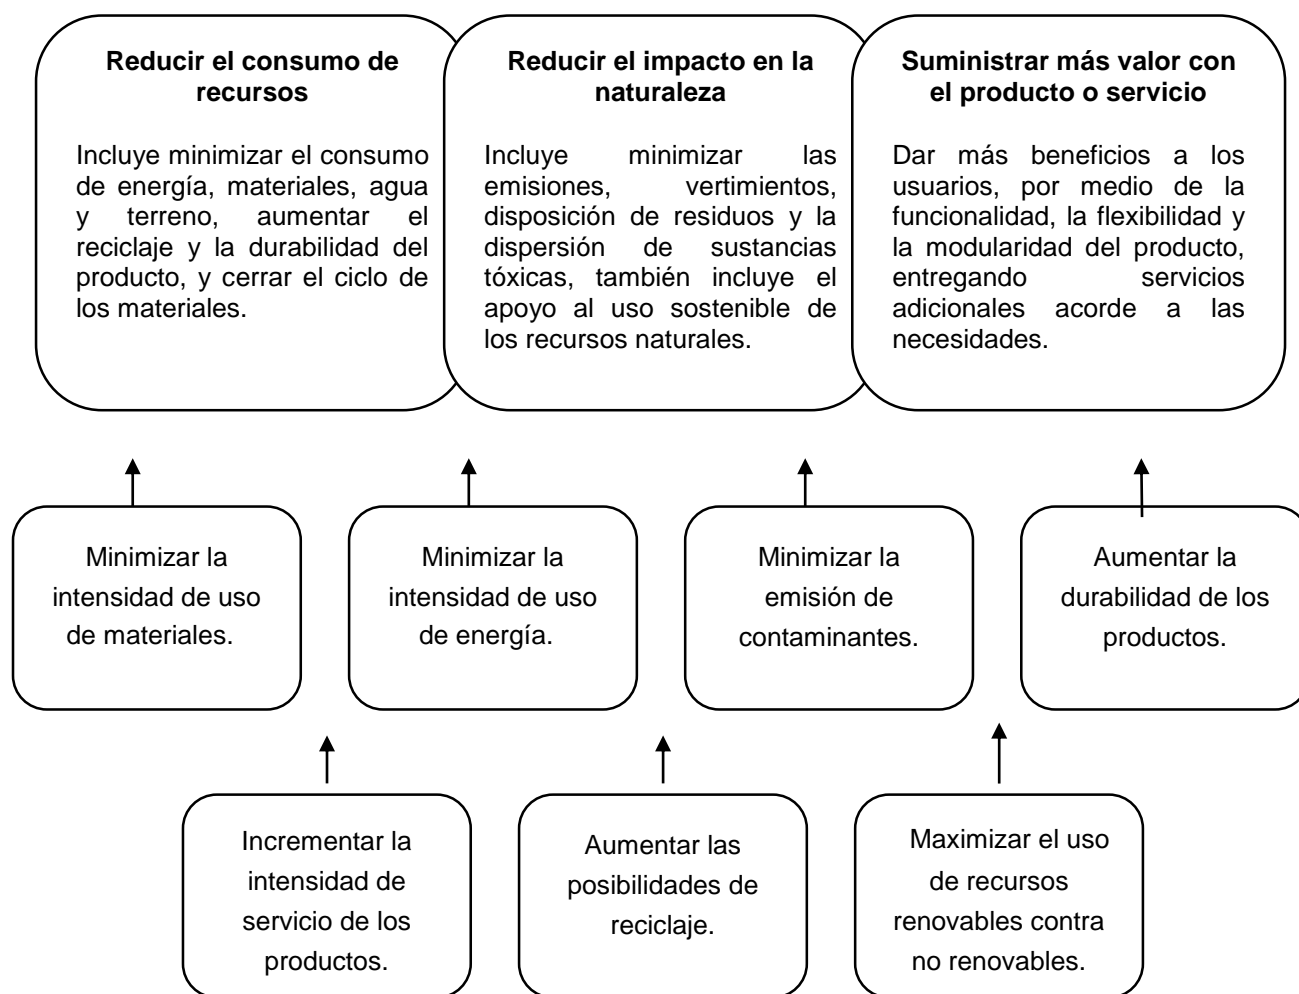 Reducir el consumo de
recursos
Incluye minimizar el consumo
de energía, materiales, agua
y terreno, aumentar el
reciclaje y la durabilidad del
producto, y cerrar el ciclo de
los materiales.
Reducir el impacto en la
naturaleza
Incluye minimizar las
emisiones, vertimientos,
disposición de residuos y la
dispersión de sustancias
tóxicas, también incluye el
apoyo al uso sostenible de
los recursos naturales.
Suministrar más valor con
el producto o servicio
Dar más beneficios a los
usuarios, por medio de la
funcionalidad, la flexibilidad y
la modularidad del producto,
entregando servicios
adicionales acorde a las
necesidades.
Minimizar la
intensidad de uso
de materiales.
Minimizar la
intensidad de uso
de energía.
Minimizar la
emisión de
contaminantes.
Aumentar la
durabilidad de los
productos.
Incrementar la
intensidad de
servicio de los
productos.
Aumentar las
posibilidades de
reciclaje.
Maximizar el uso
de recursos
renovables contra
no renovables.